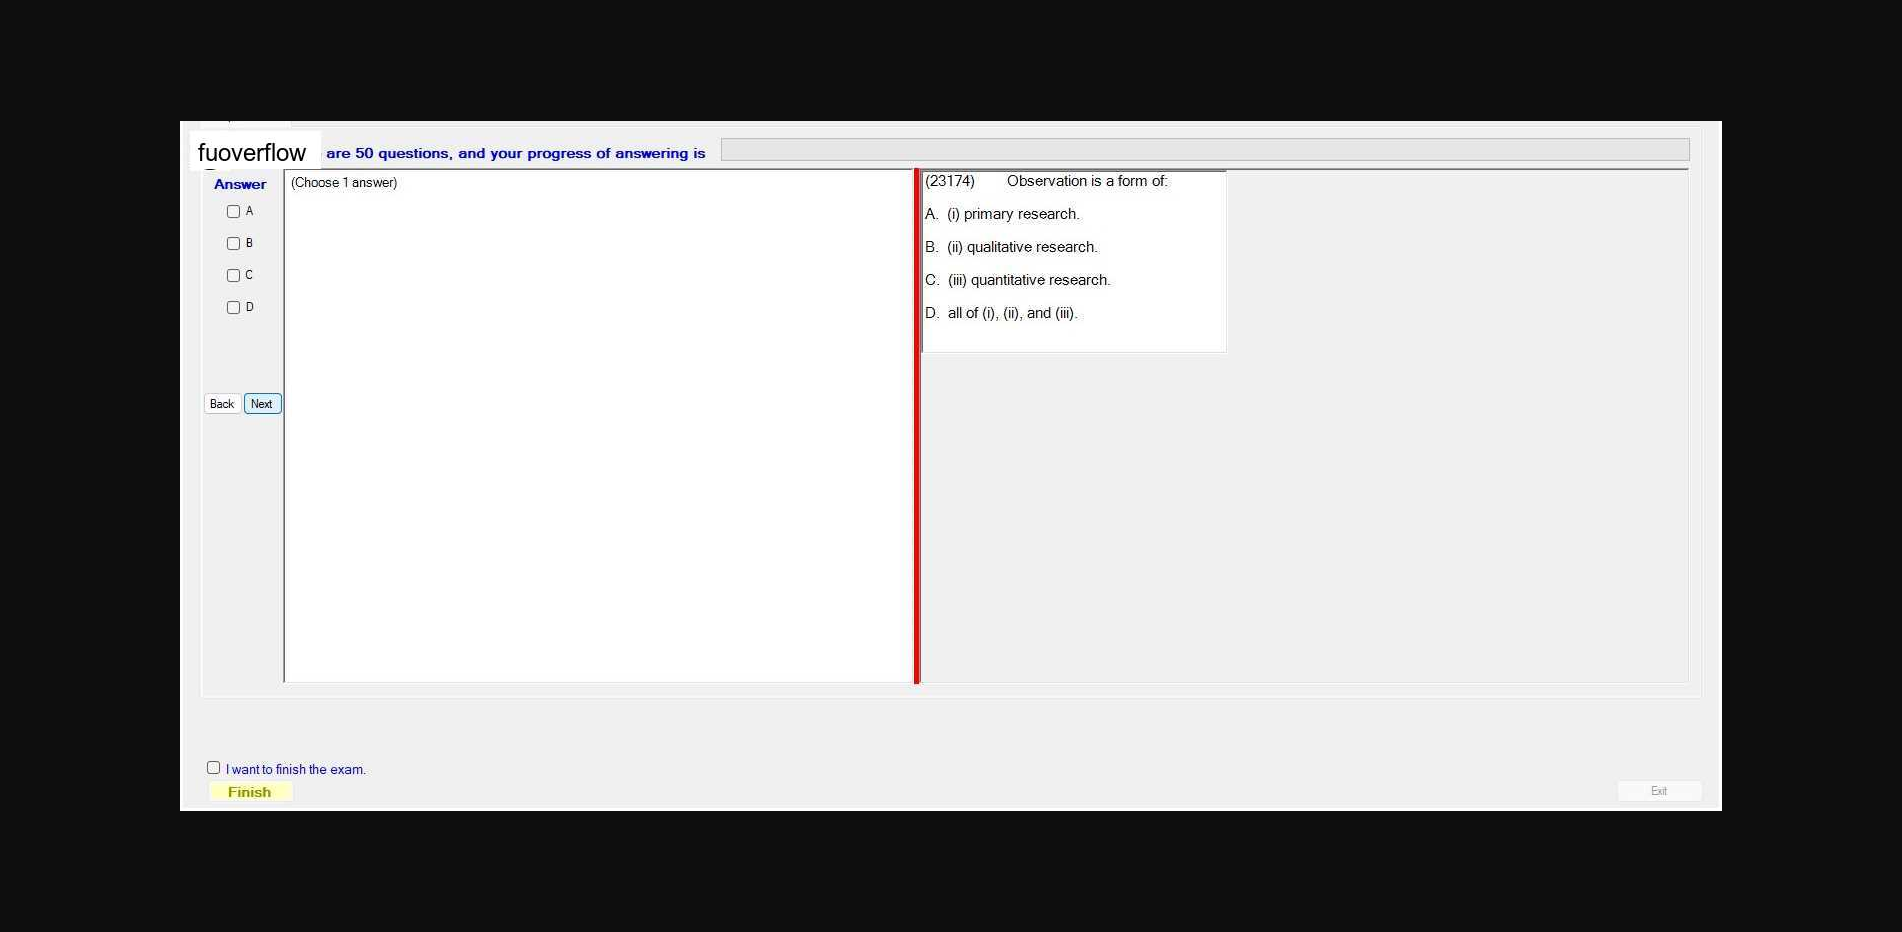 fuoverflow are 50 questions, and your progress of answering is
Answer
A
B
C
D
Back Next
(Choose 1 answer)
(23174) Observation is a form of:
A. (i) primary research.
B. (ii) qualitative research.
C. (iii) quantitative research.
D. all of (i), (ii), and (iii).
I want to finish the exam.
Finish
Exit